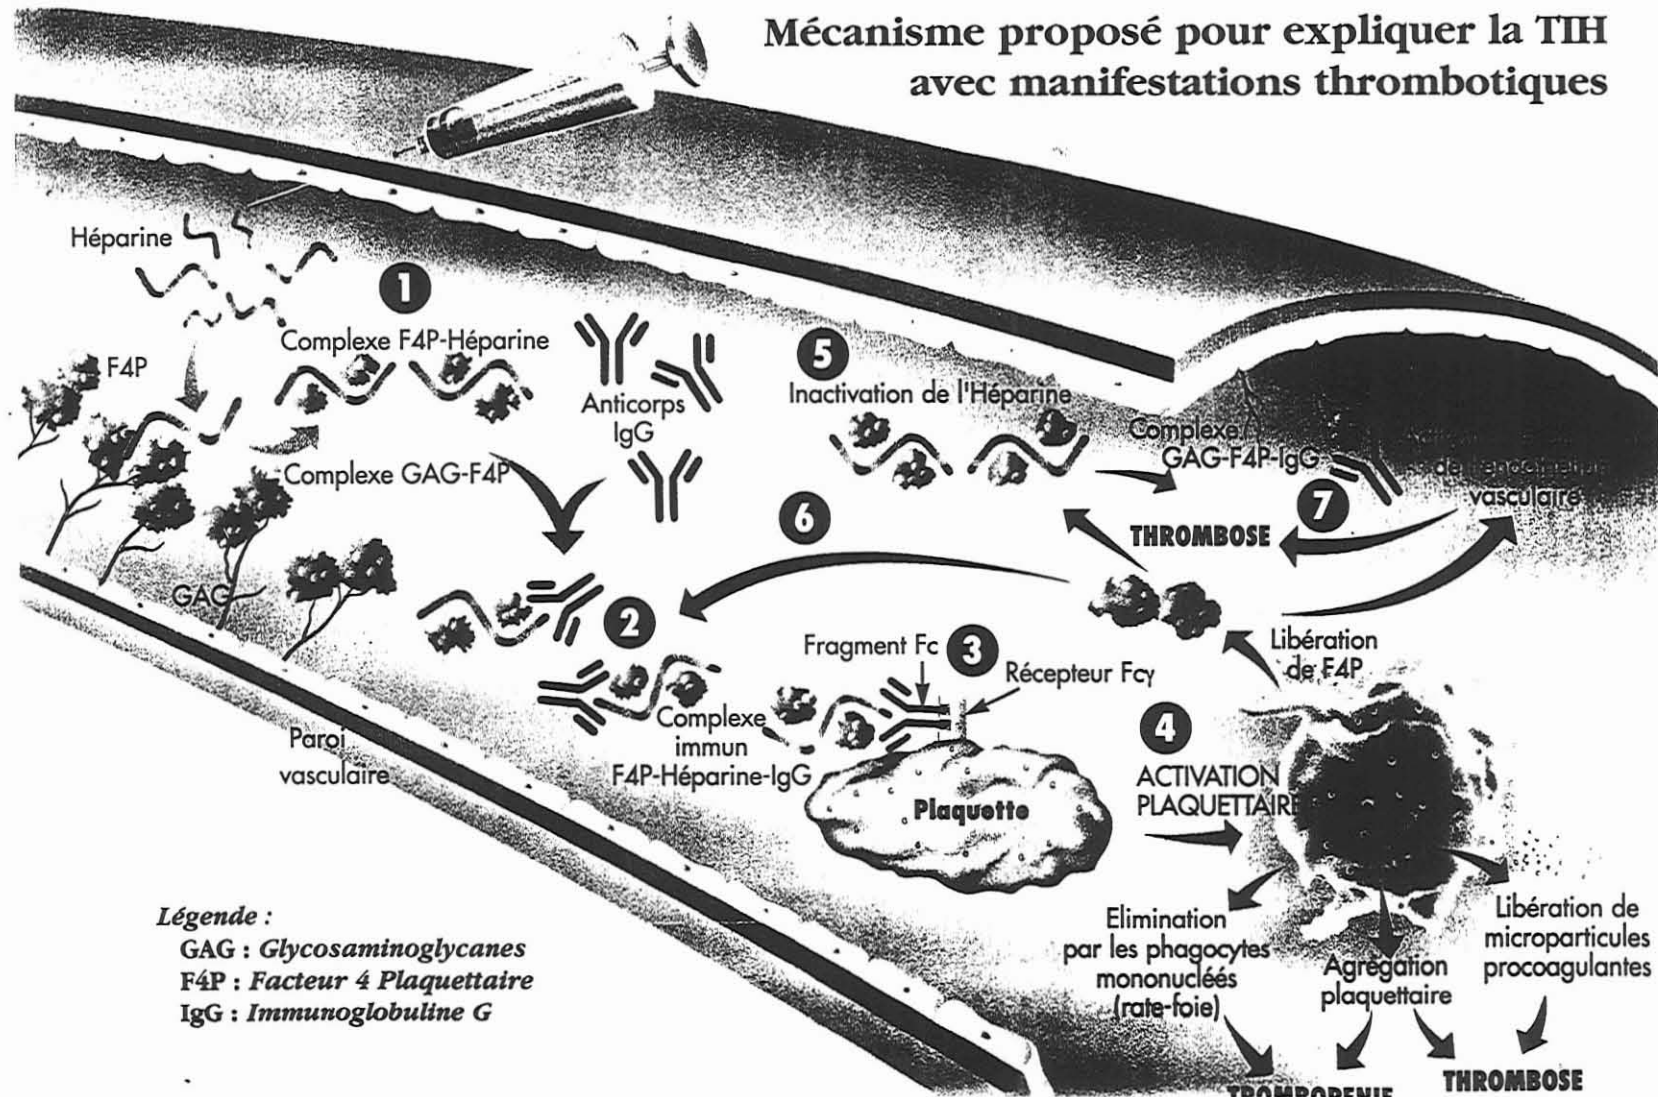 Mécanisme proposé pour expliquer la TIH
avec manifestations thrombotiques
Héparine
1
Complexe F4P-Héparine
F4P
Anticorps
IgG
Complexe GAG-F4P
GAG
Paroi
vasculaire
2
Complexe
immun
F4P-Héparine-IgG
Fragment Fc
3
Récepteur Fcγ
Plaquette
4
ACTIVATION
PLAQUETTAIRE
5
Inactivation de l'Héparine
6
Complexe
GAG-F4P-IgG
de l'endothélium
vasculaire
7
THROMBOSE
Libération
de F4P
Elimination
par les phagocytes
mononucléés
(rate-foie)
Agrégation
plaquettaire
Libération de
microparticules
procoagulantes
TROMBOPENIE
THROMBOSE
Légende :
GAG : Glycosaminoglycanes
F4P : Facteur 4 Plaquettaire
IgG : Immunoglobuline G